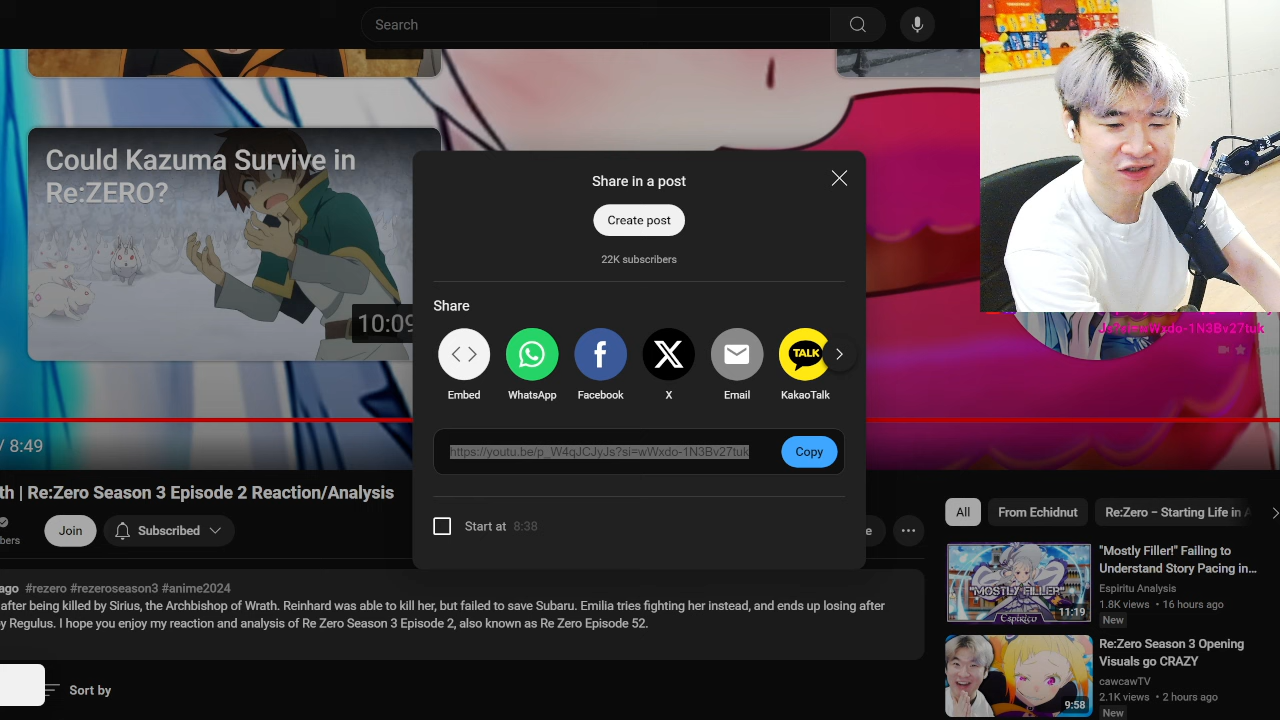 Search
Could Kazuma Survive in
Re:ZERO?
10:09
Share in a post
Create post
22K subscribers
Share
TALK
Embed
WhatsApp
Facebook
X
Email
KakaoTalk
https://youtu.be/p_W4qJCJyJs?si=wWxdo-1N3Bv27tuk
Copy
Start at 8:38
Js?si=wWxdo-1N3Bv27tuk
/ 8:49
th | Re:Zero Season 3 Episode 2 Reaction/Analysis
bers
Join
Subscribed
e
ago #rezero #rezeroseason3 #anime2024
after being killed by Sirius, the Archbishop of Wrath. Reinhard was able to kill her, but failed to save Subaru. Emilia tries fighting her instead, and ends up losing after
y Regulus. I hope you enjoy my reaction and analysis of Re Zero Season 3 Episode 2, also known as Re Zero Episode 52.
Sort by
All
From Echidnut
Re:Zero − Starting Life in A
"MOSTLY FILLER!"
Espiritu
11:19
"Mostly Filler!" Failing to
Understand Story Pacing in...
Espiritu Analysis
1.8K views • 16 hours ago
New
9:58
Re:Zero Season 3 Opening
Visuals go CRAZY
cawcawTV
2.1K views • 2 hours ago
New